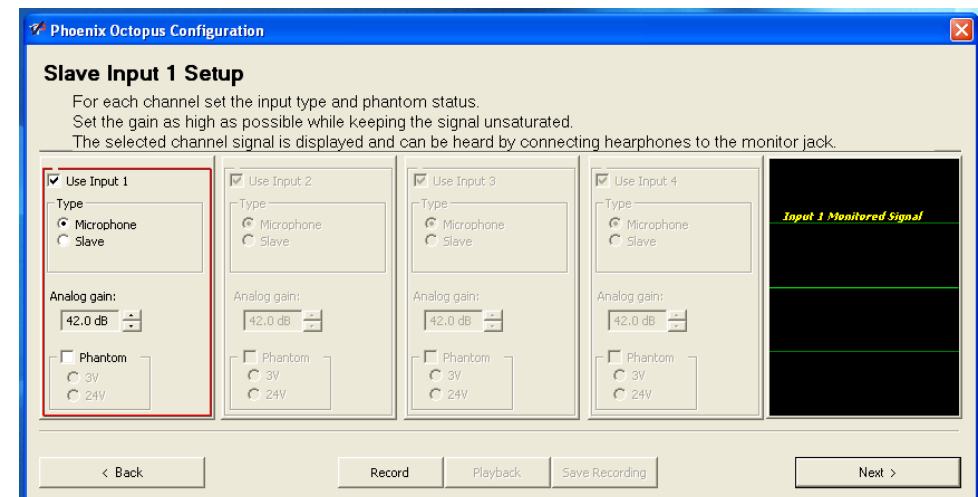 Phoenix Octopus Configuration
Slave Input 1 Setup
For each channel set the input type and phantom status.
Set the gain as high as possible while keeping the signal unsaturated.
The selected channel signal is displayed and can be heard by connecting hearphones to the monitor jack.
Use Input 1
Type
Microphone
Slave
Analog gain:
42.0 dB
Phantom
3V
24V
Use Input 2
Type
Microphone
Slave
Analog gain:
42.0 dB
Phantom
3V
24V
Use Input 3
Type
Microphone
Slave
Analog gain:
42.0 dB
Phantom
3V
24V
Use Input 4
Type
Microphone
Slave
Analog gain:
42.0 dB
Phantom
3V
24V
Input 1 Monitored Signal
< Back
Record
Playback
Save Recording
Next >